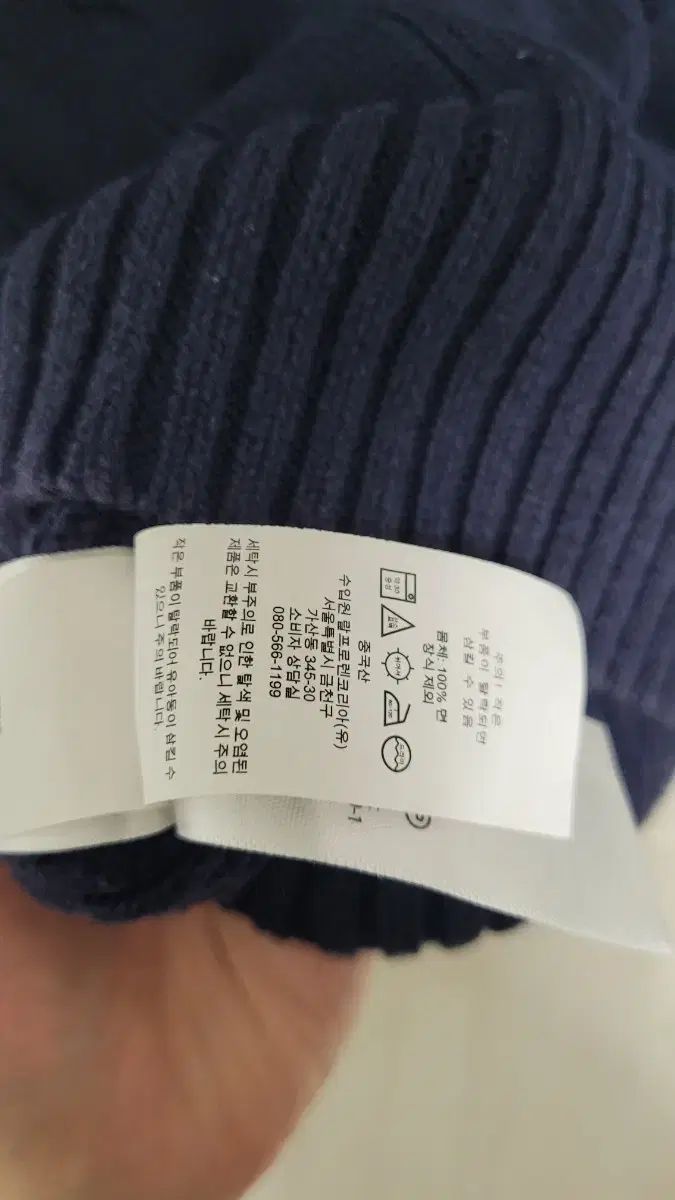 주의! 작은
부품이 탈락되면
삼킬 수 있음
몸체: 100% 면
장식 제외
중국산
수입원 랄프로렌코리아(유)
서울특별시 금천구
가산동 345-30
소비자 상담실
080-566-1199
세탁시 부주의로 인한 탈색 및 오염된
제품은 교환할 수 없으니 세탁시 주의
바랍니다.
작은 부품이 탈락되어 유아동이 삼킬 수
있으니 주의 바랍니다.